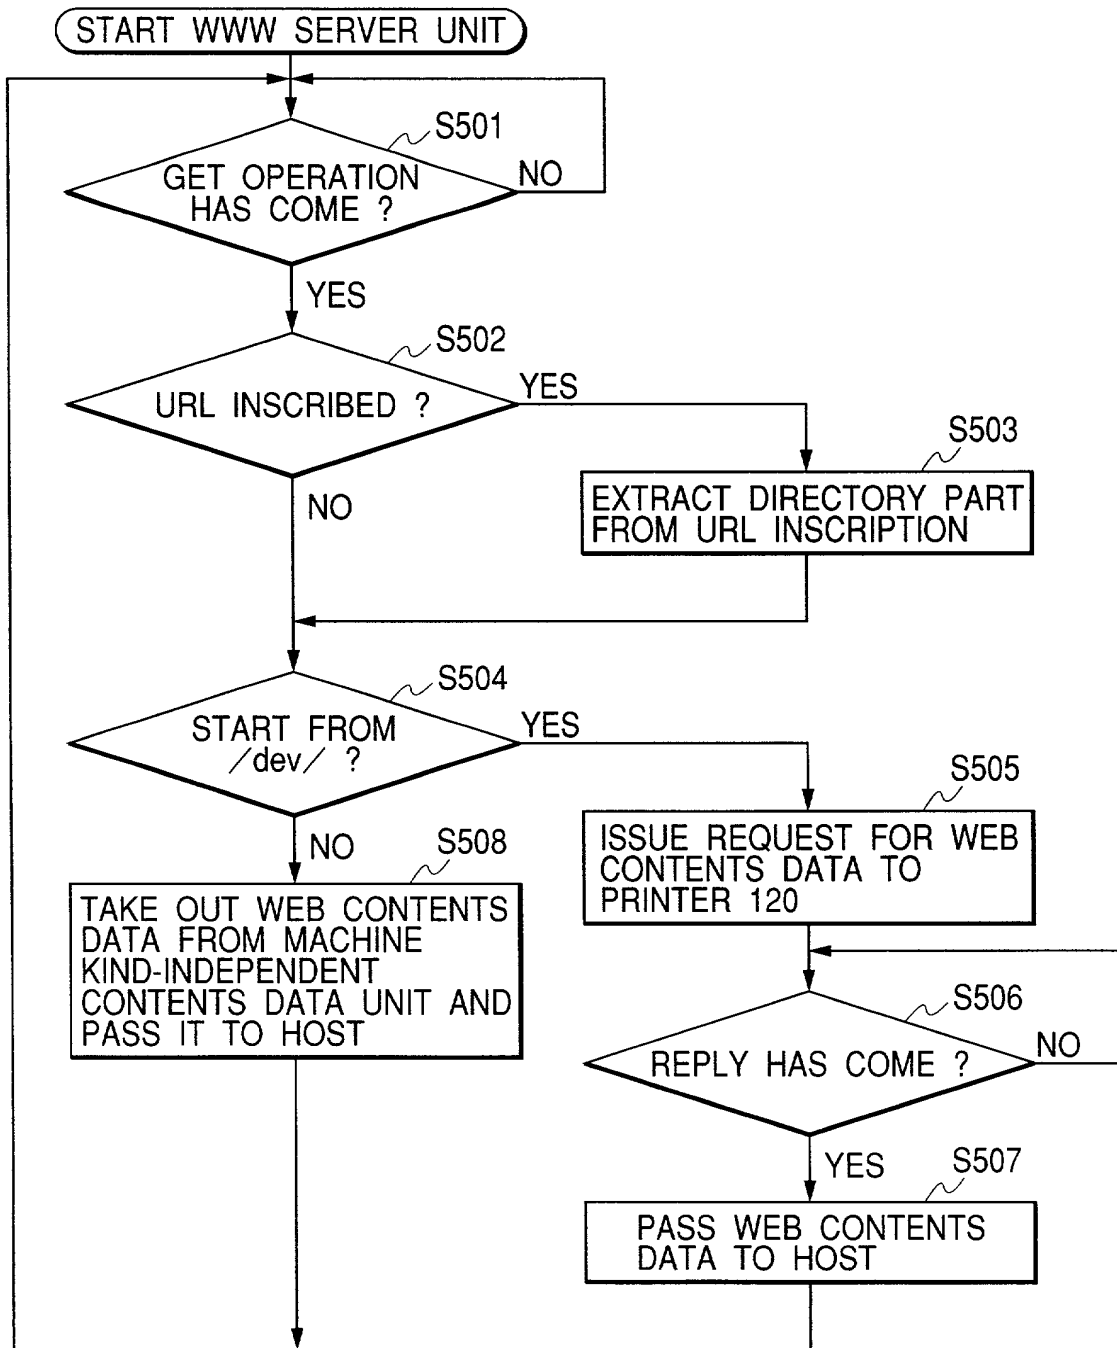 START WWW SERVER UNIT
S501
GET OPERATION
HAS COME ?
NO
YES
S502
URL INSCRIBED ?
YES
NO
S503
EXTRACT DIRECTORY PART
FROM URL INSCRIPTION
S504
START FROM
/dev/ ?
YES
NO
S505
ISSUE REQUEST FOR WEB
CONTENTS DATA TO
PRINTER 120
S508
TAKE OUT WEB CONTENTS
DATA FROM MACHINE
KIND-INDEPENDENT
CONTENTS DATA UNIT AND
PASS IT TO HOST
S506
REPLY HAS COME ?
NO
YES
S507
PASS WEB CONTENTS
DATA TO HOST